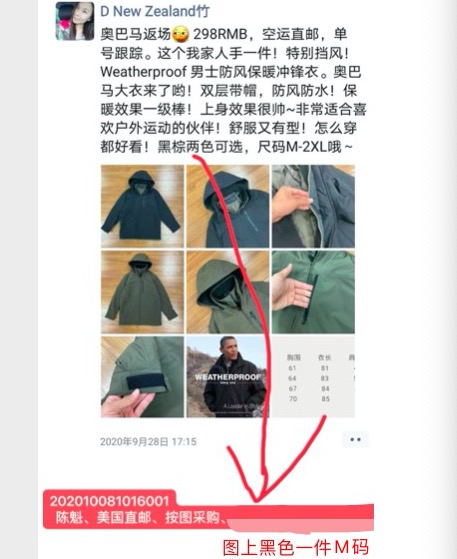 D New Zealand竹
奥巴马返场😜 298RMB，空运直邮，单
号跟踪。这个我家人手一件！特别挡风！
Weatherproof 男士防风保暖冲锋衣。奥巴
马大衣来了哟！双层带帽，防风防水！保
暖效果一级棒！上身效果很帅~非常适合喜
欢户外运动的伙伴！舒服又有型！怎么穿
都好看！黑棕两色可选，尺码M-2XL哦～
WEATHERPROOF
胸围 衣长
61 81
64 83
67 84
70 85
2020年9月28日 17:15
202010081016001
陈魁、美国直邮、按图采购、
图上黑色一件M码